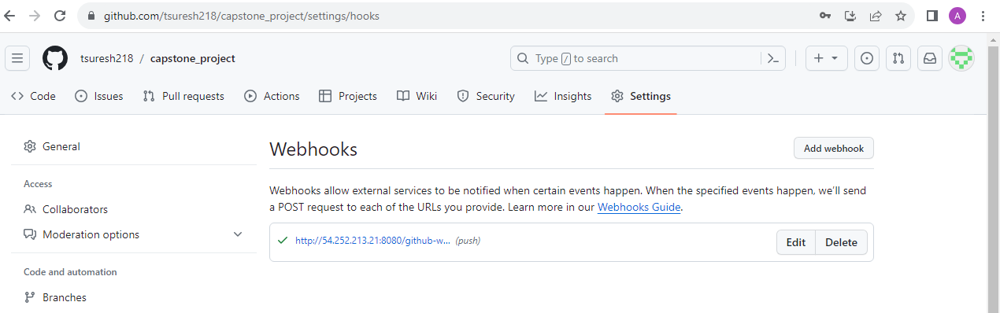 github.com/tsuresh218/capstone_project/settings/hooks
A
tsuresh218 / capstone_project
Type / to search
Code Issues Pull requests Actions Projects Wiki Security Insights Settings
General
Access
Collaborators
Moderation options
Code and automation
Branches
Webhooks
Add webhook
Webhooks allow external services to be notified when certain events happen. When the specified events happen, we'll send
a POST request to each of the URLs you provide. Learn more in our Webhooks Guide.
http://54.252.213.21:8080/github-w... (push)
Edit Delete